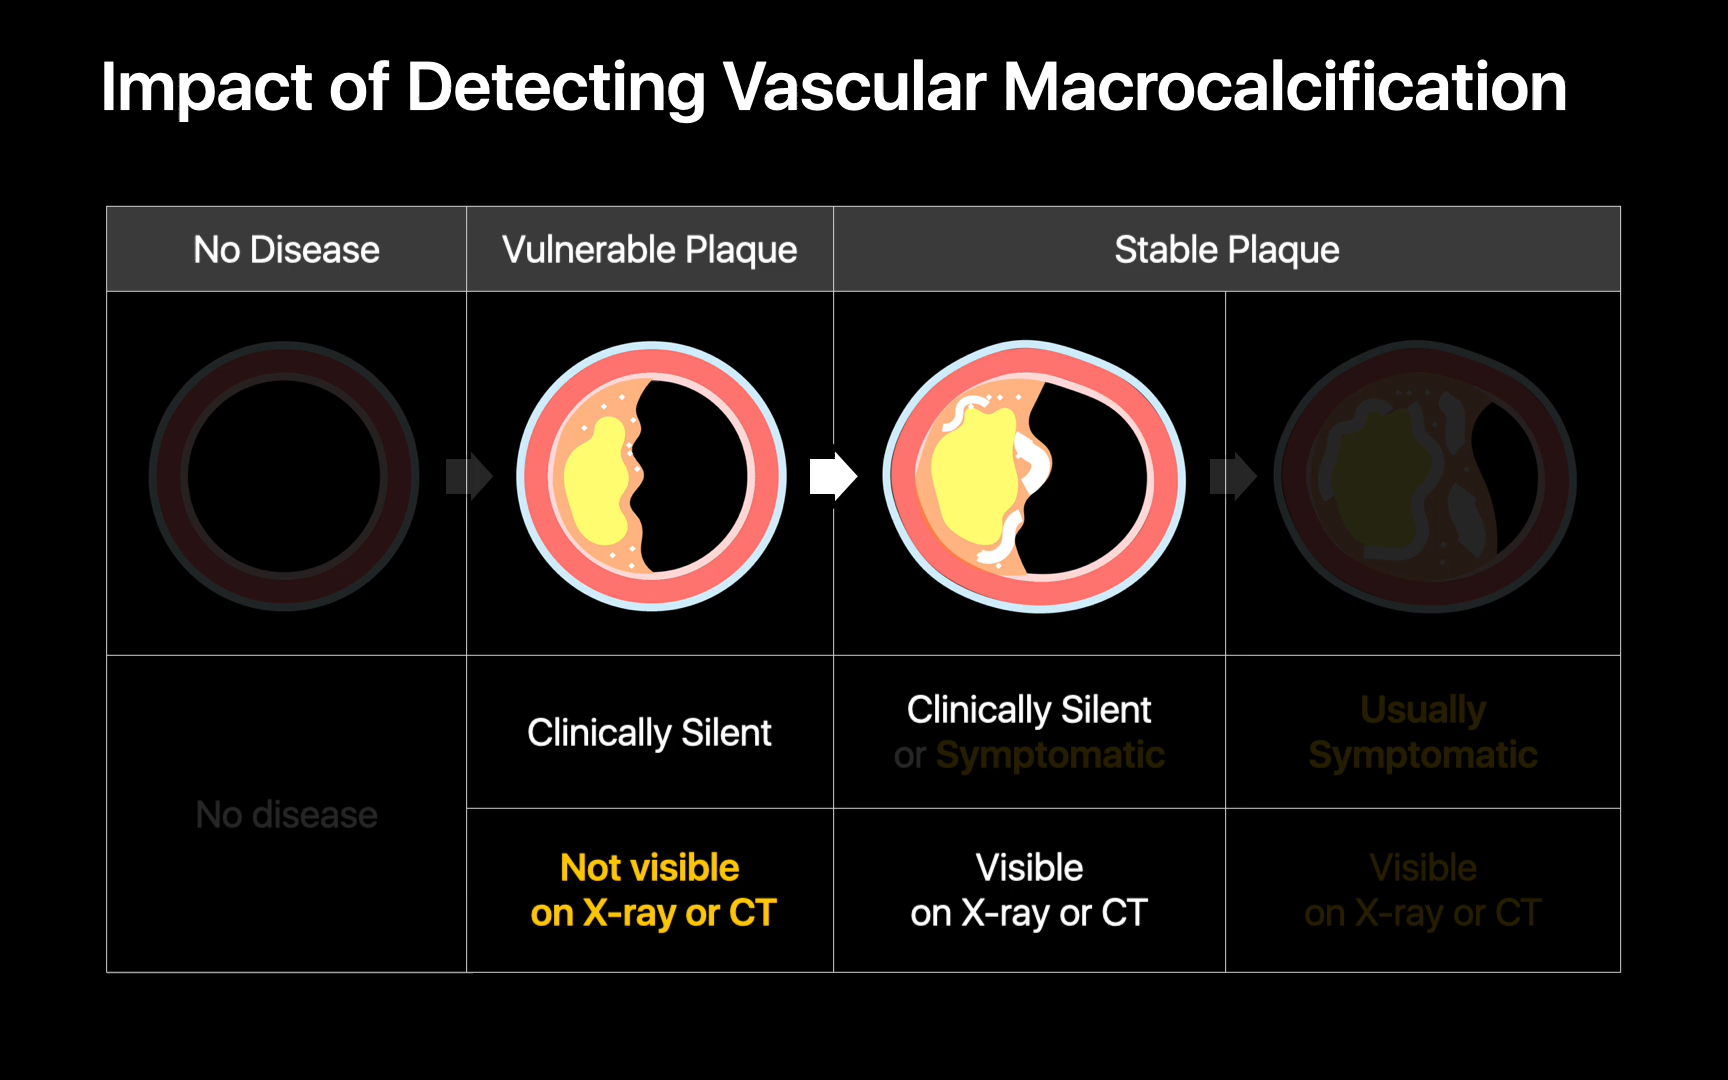 Impact of Detecting Vascular Macrocalcification
No Disease
Vulnerable Plaque
Stable Plaque
No disease
Clinically Silent
Clinically Silent
or Symptomatic
Usually
Symptomatic
Not visible
on X-ray or CT
Visible
on X-ray or CT
Visible
on X-ray or CT